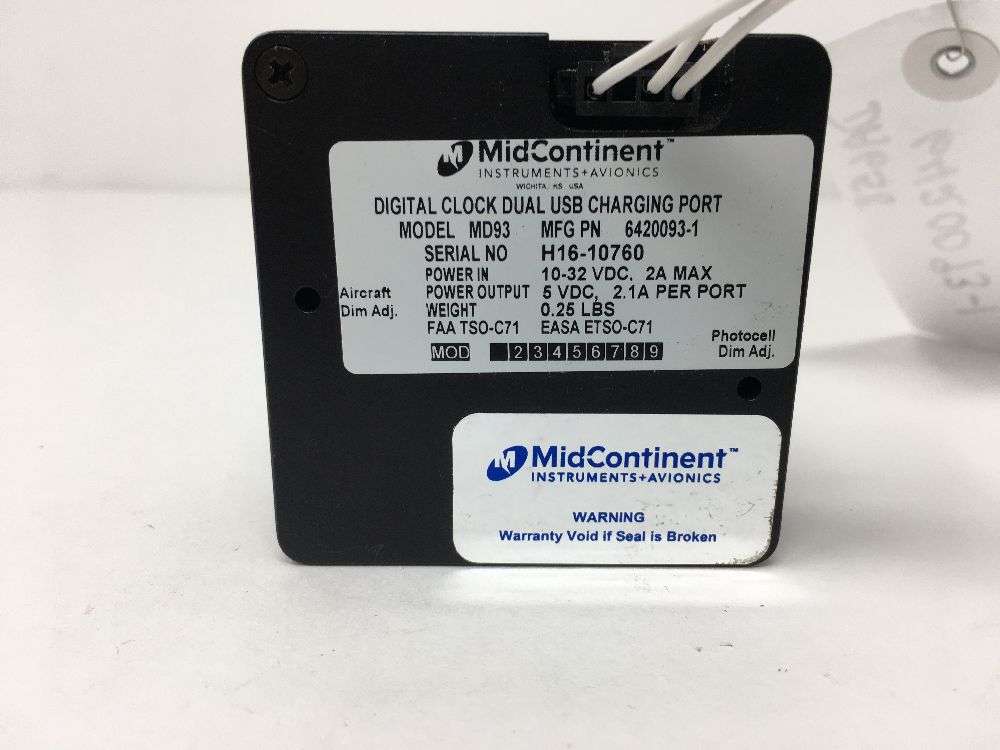 MidContinent™
INSTRUMENTS+AVIONICS
WICHITA, KS USA
DIGITAL CLOCK DUAL USB CHARGING PORT
MODEL MD93 MFG PN 6420093-1
SERIAL NO H16-10760
POWER IN 10-32 VDC, 2A MAX
Aircraft POWER OUTPUT 5 VDC, 2.1A PER PORT
Dim Adj. WEIGHT 0.25 LBS
FAA TSO-C71 EASA ETSO-C71
Photocell
MOD 2 3 4 5 6 7 8 9 Dim Adj.
MidContinent™
INSTRUMENTS+AVIONICS
WARNING
Warranty Void if Seal is Broken